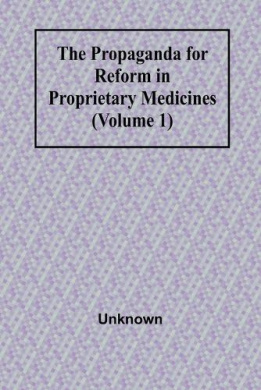 The Propaganda for
Reform in
Proprietary Medicines
(Volume 1)
Unknown